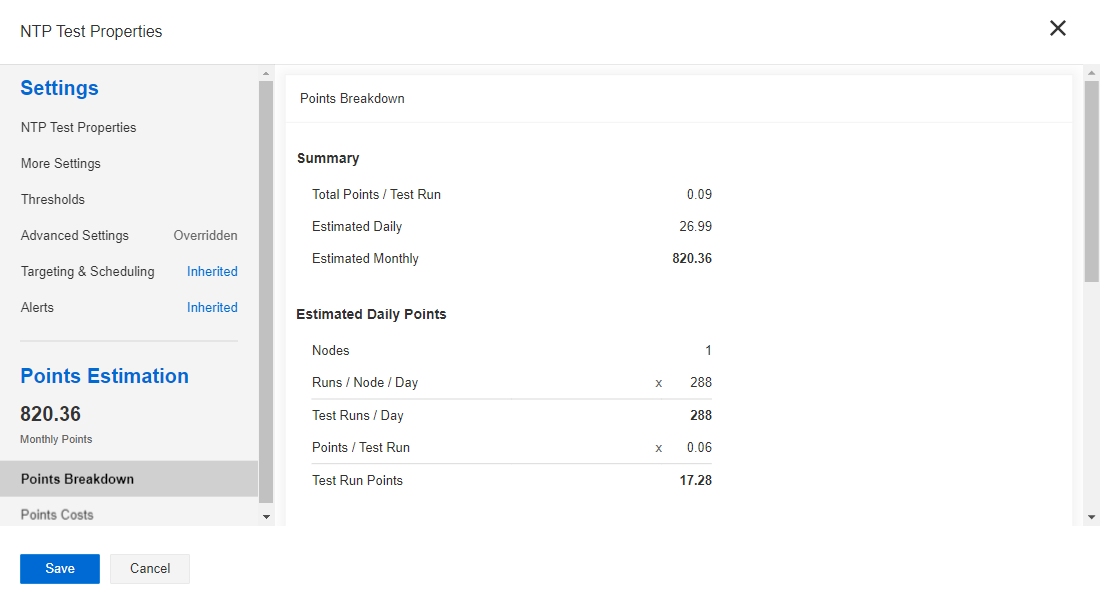 NTP Test Properties
Settings
NTP Test Properties
More Settings
Thresholds
Advanced Settings Overridden
Targeting & Scheduling Inherited
Alerts Inherited
Points Estimation
820.36
Monthly Points
Points Breakdown
Points Costs
Points Breakdown
Summary
Total Points / Test Run 0.09
Estimated Daily 26.99
Estimated Monthly 820.36
Estimated Daily Points
Nodes 1
Runs / Node / Day x 288
Test Runs / Day 288
Points / Test Run x 0.06
Test Run Points 17.28
Save Cancel